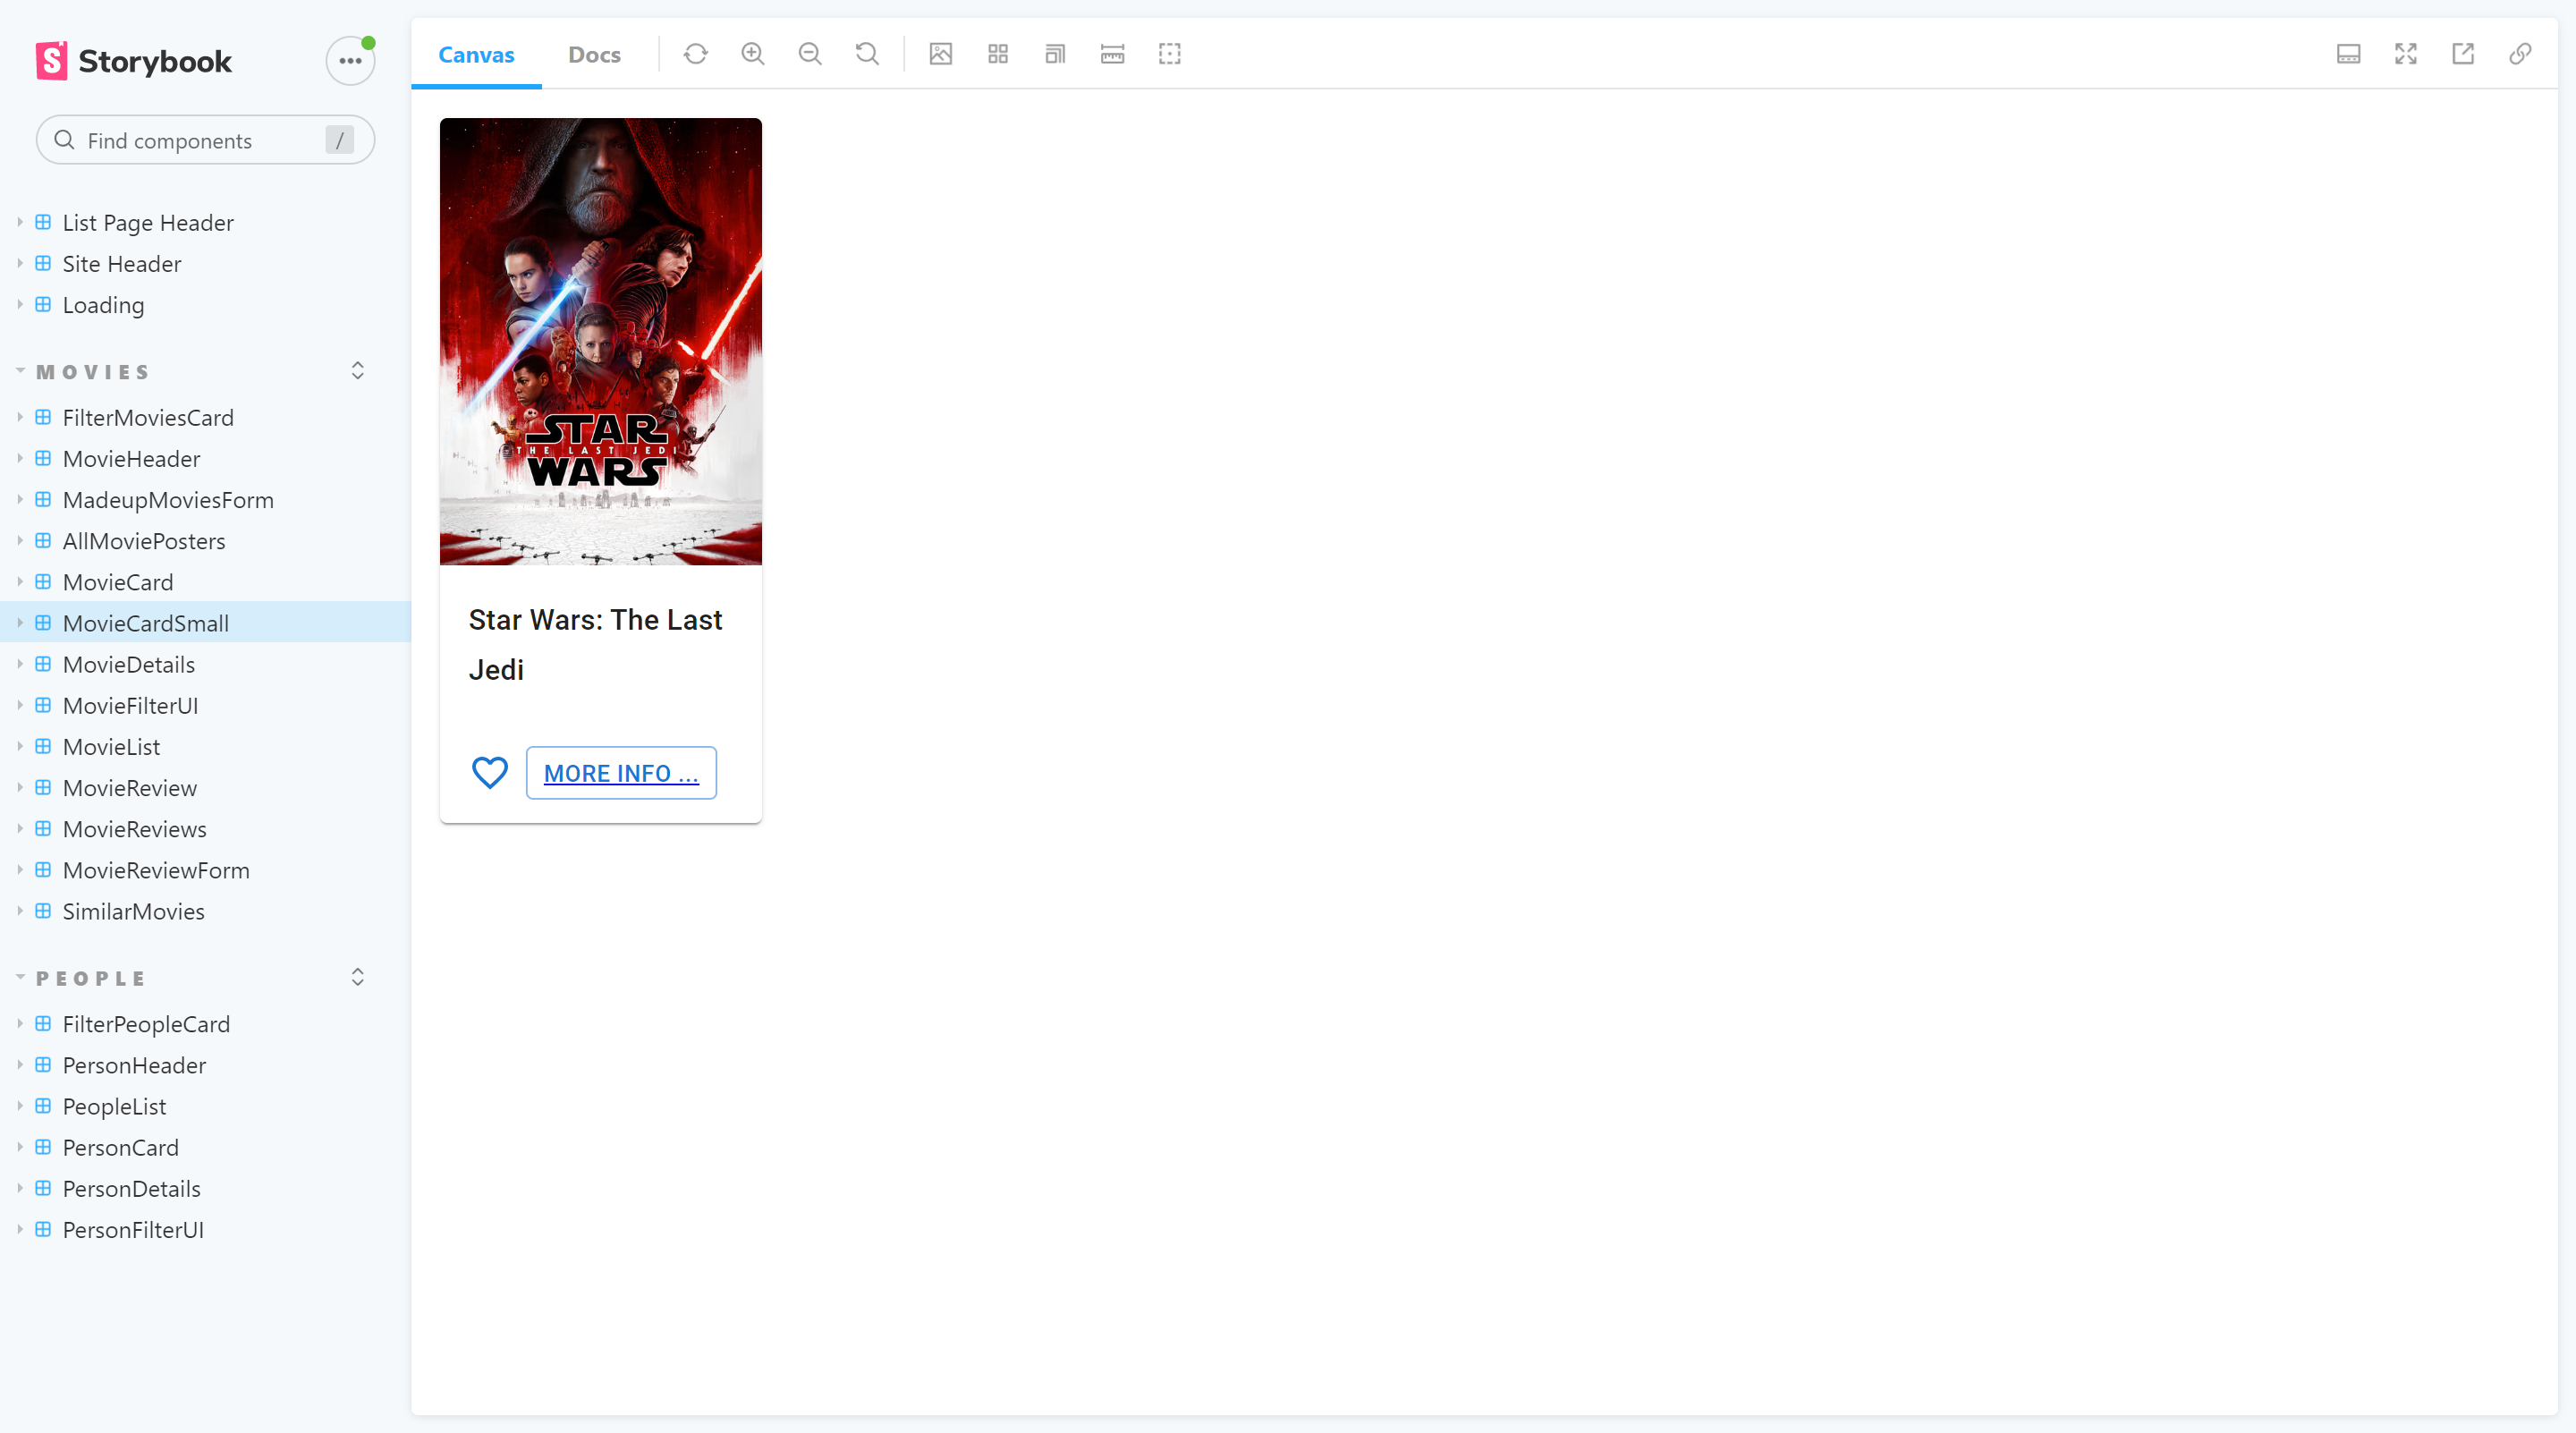 Storybook
Find components
/
List Page Header
Site Header
Loading
MOVIES
FilterMoviesCard
MovieHeader
MadeupMoviesForm
AllMoviePosters
MovieCard
MovieCardSmall
MovieDetails
MovieFilterUI
MovieList
MovieReview
MovieReviews
MovieReviewForm
SimilarMovies
PEOPLE
FilterPeopleCard
PersonHeader
PeopleList
PersonCard
PersonDetails
PersonFilterUI
Canvas
Docs
STAR
THE LAST JEDI
WARS
Star Wars: The Last
Jedi
MORE INFO ...